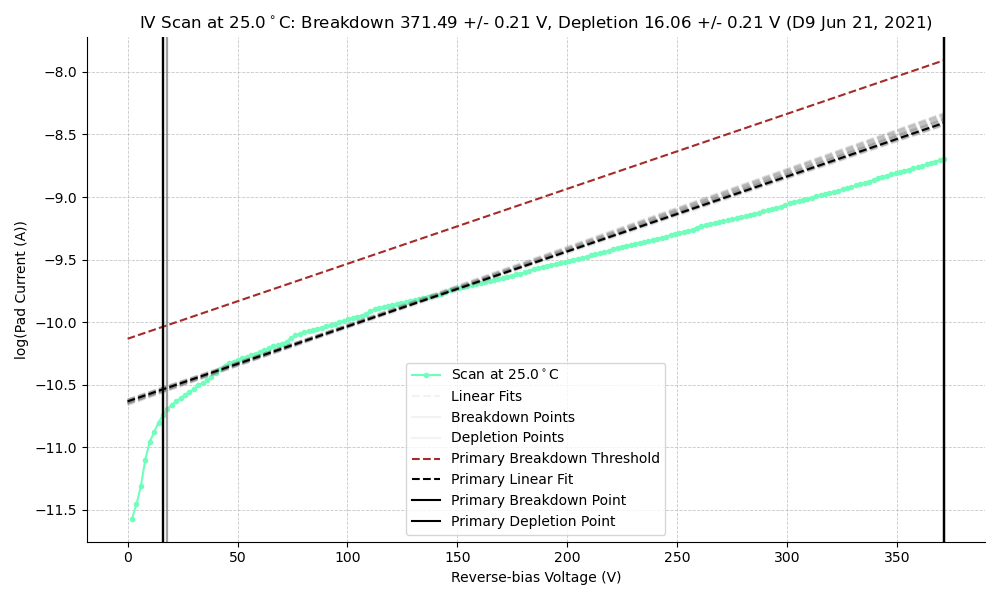 IV Scan at 25.0°C: Breakdown 371.49 +/- 0.21 V, Depletion 16.06 +/- 0.21 V (D9 Jun 21, 2021)
log(Pad Current (A))
−8.0
−8.5
−9.0
−9.5
−10.0
−10.5
−11.0
−11.5
Scan at 25.0°C
Linear Fits
Breakdown Points
Depletion Points
Primary Breakdown Threshold
Primary Linear Fit
Primary Breakdown Point
Primary Depletion Point
0 50 100 150 200 250 300 350
Reverse-bias Voltage (V)